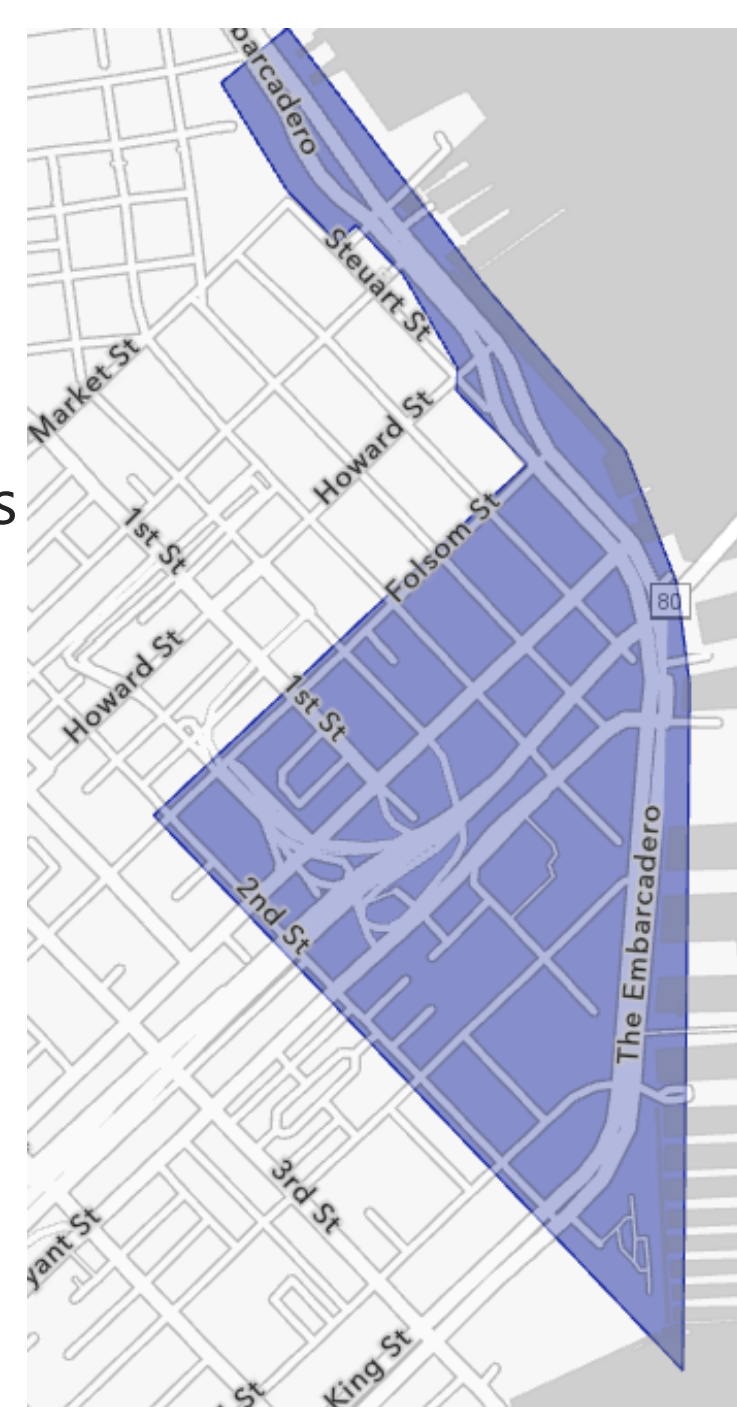 barcadero
Steuart St
Market St
Howard St
s
1st St
Folsom St
80
Howard St
1st St
The Embarcadero
2nd St
3rd St
yant St
King St
St